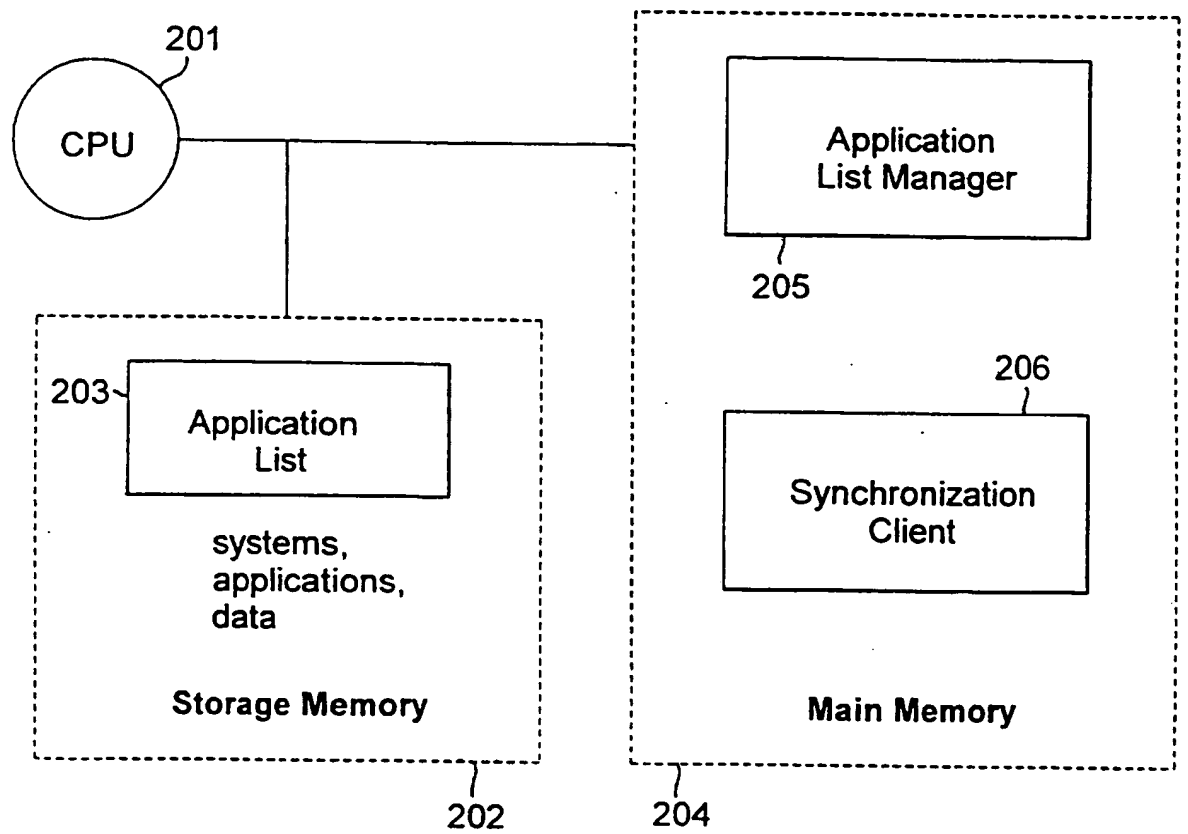 201
CPU
Application
List Manager
205
203
Application
List
206
Synchronization
Client
systems,
applications,
data
Storage Memory
Main Memory
202
204